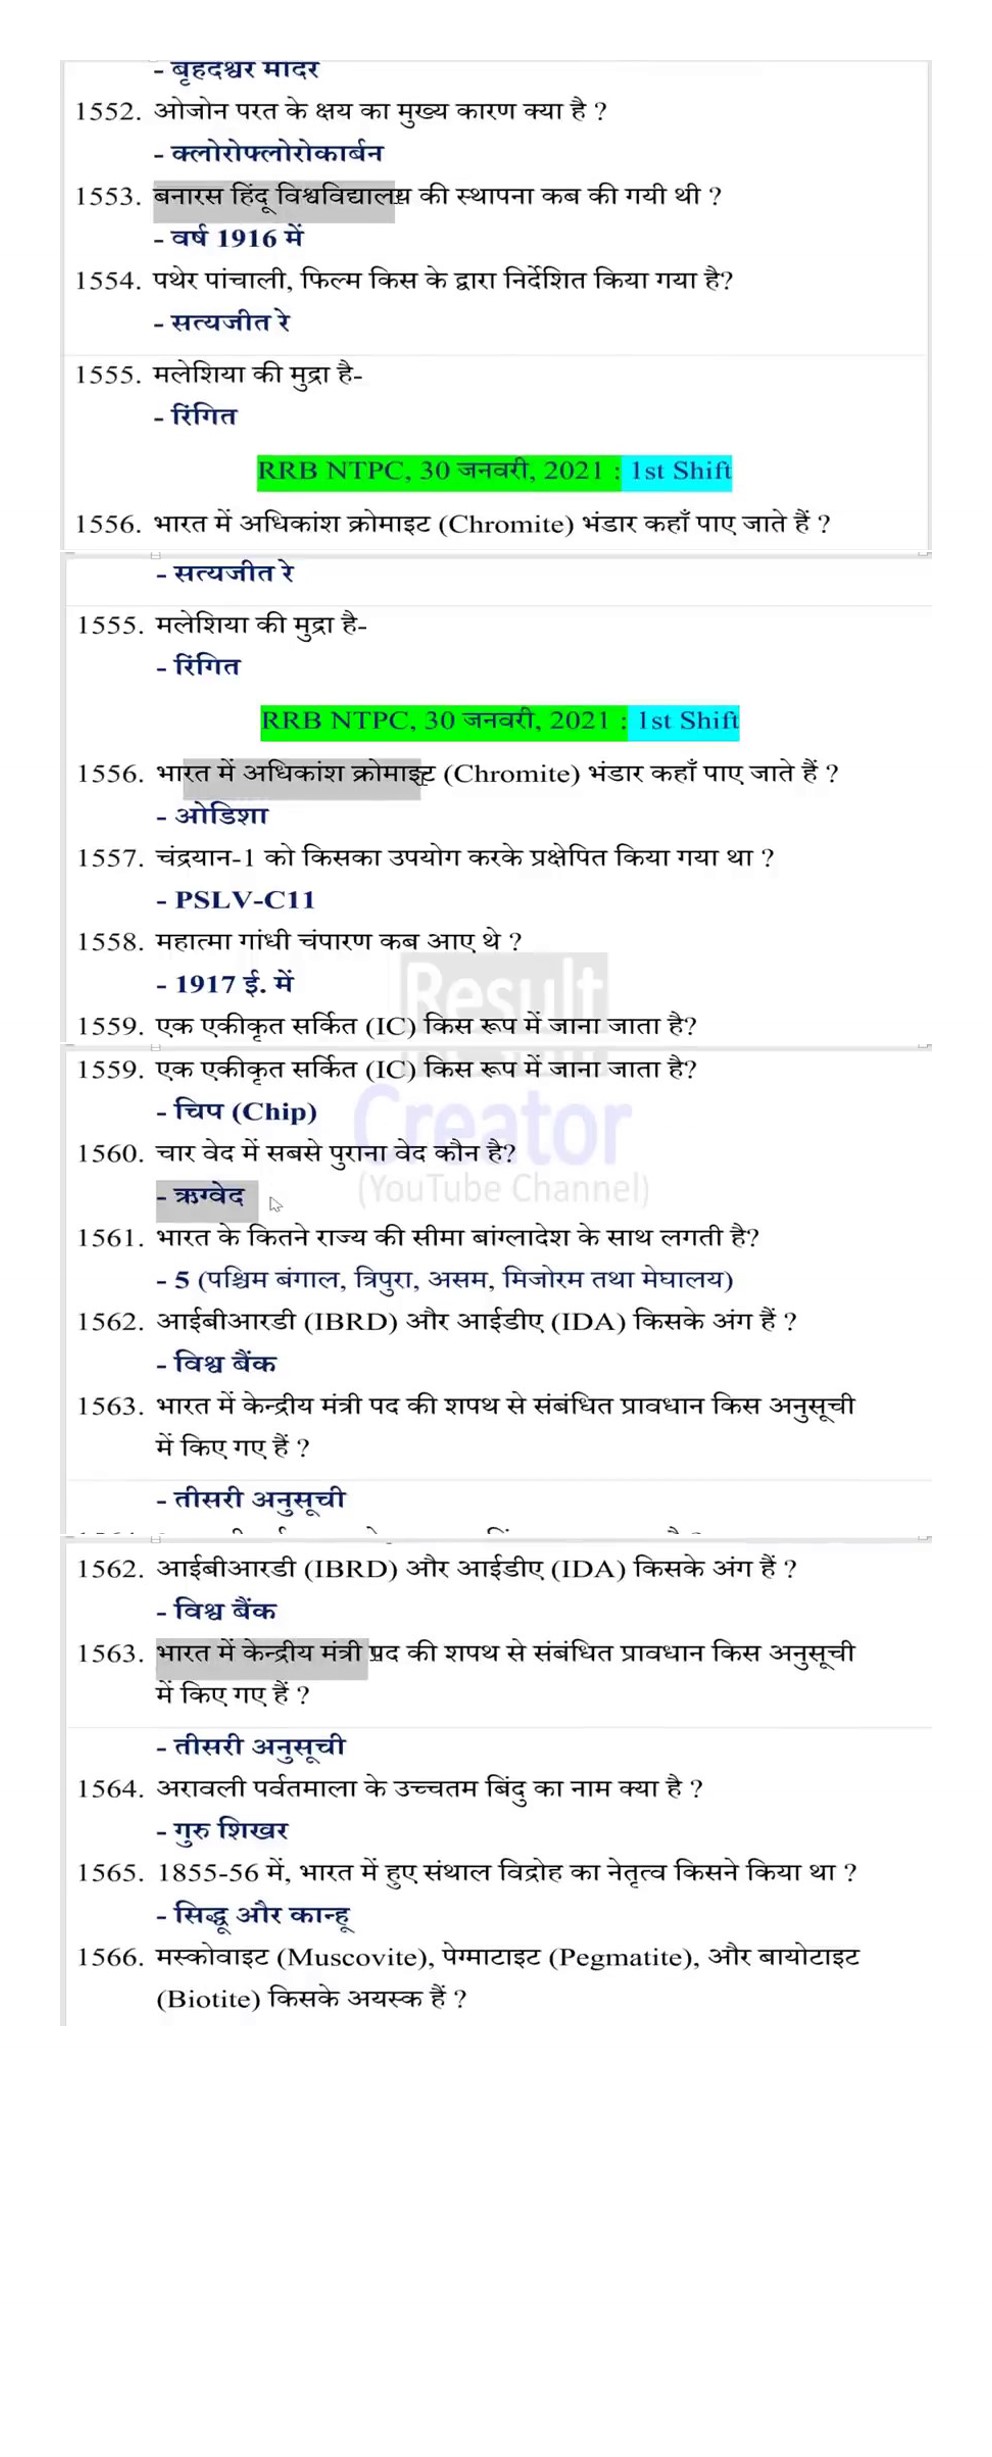 - बृहदश्वर मादर
1552. ओजोन परत के क्षय का मुख्य कारण क्या है ?
- क्लोरोफ्लोरोकार्बन
1553. बनारस हिंदू विश्वविद्यालय की स्थापना कब की गयी थी ?
- वर्ष 1916 में
1554. पथेर पांचाली, फिल्म किस के द्वारा निर्देशित किया गया है?
- सत्यजीत रे
1555. मलेशिया की मुद्रा है-
- रिंगित
RRB NTPC, 30 जनवरी, 2021 : 1st Shift
1556. भारत में अधिकांश क्रोमाइट (Chromite) भंडार कहाँ पाए जाते हैं ?
- सत्यजीत रे
1555. मलेशिया की मुद्रा है-
- रिंगित
RRB NTPC, 30 जनवरी, 2021 : 1st Shift
1556. भारत में अधिकांश क्रोमाइट (Chromite) भंडार कहाँ पाए जाते हैं ?
- ओडिशा
1557. चंद्रयान-1 को किसका उपयोग करके प्रक्षेपित किया गया था ?
- PSLV-C11
1558. महात्मा गांधी चंपारण कब आए थे ?
- 1917 ई. में
Result
1559. एक एकीकृत सर्कित (IC) किस रूप में जाना जाता है?
1559. एक एकीकृत सर्कित (IC) किस रूप में जाना जाता है?
- चिप (Chip)
Creator
1560. चार वेद में सबसे पुराना वेद कौन है?
- ऋग्वेद
(YouTube Channel)
1561. भारत के कितने राज्य की सीमा बांग्लादेश के साथ लगती है?
- 5 (पश्चिम बंगाल, त्रिपुरा, असम, मिजोरम तथा मेघालय)
1562. आईबीआरडी (IBRD) और आईडीए (IDA) किसके अंग हैं ?
- विश्व बैंक
1563. भारत में केन्द्रीय मंत्री पद की शपथ से संबंधित प्रावधान किस अनुसूची
में किए गए हैं ?
- तीसरी अनुसूची
1562. आईबीआरडी (IBRD) और आईडीए (IDA) किसके अंग हैं ?
- विश्व बैंक
1563. भारत में केन्द्रीय मंत्री पद की शपथ से संबंधित प्रावधान किस अनुसूची
में किए गए हैं ?
- तीसरी अनुसूची
1564. अरावली पर्वतमाला के उच्चतम बिंदु का नाम क्या है ?
- गुरु शिखर
1565. 1855-56 में, भारत में हुए संथाल विद्रोह का नेतृत्व किसने किया था ?
- सिद्धू और कान्हू
1566. मस्कोवाइट (Muscovite), पेग्माटाइट (Pegmatite), और बायोटाइट
(Biotite) किसके अयस्क हैं ?